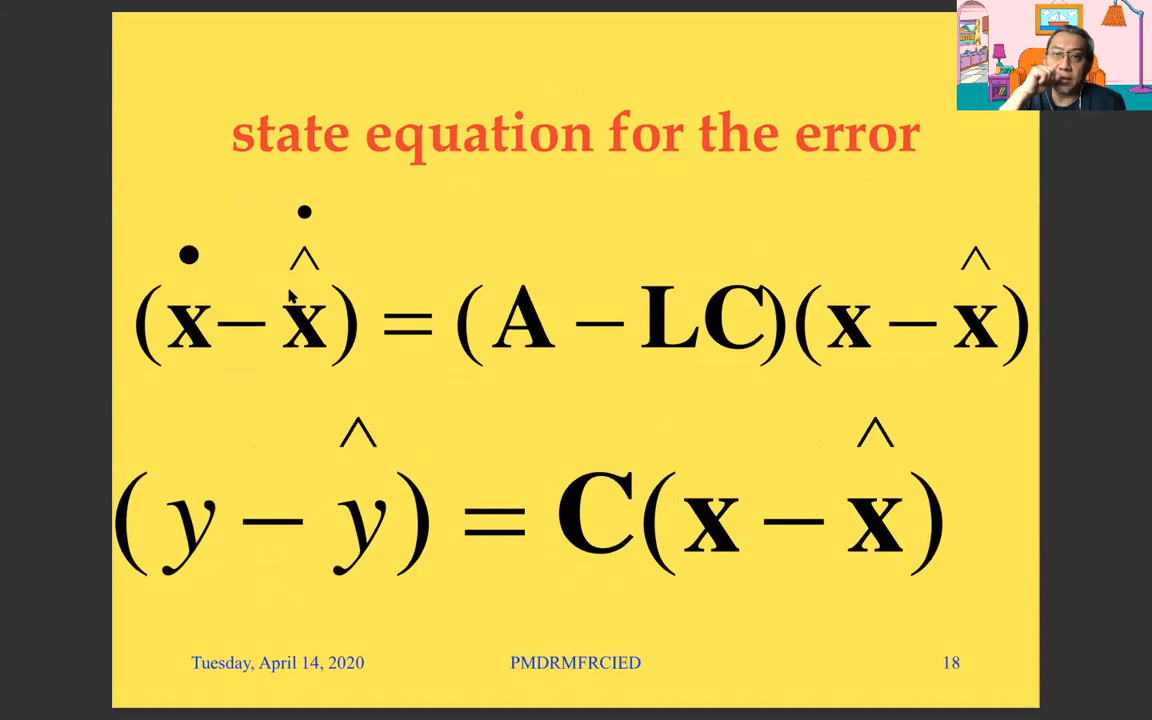 state equation for the error
(ẋ − x̂̇) = (A − LC)(x − x̂)
(y − ŷ) = C(x − x̂)
Tuesday, April 14, 2020
PMDRMFRCIED
18